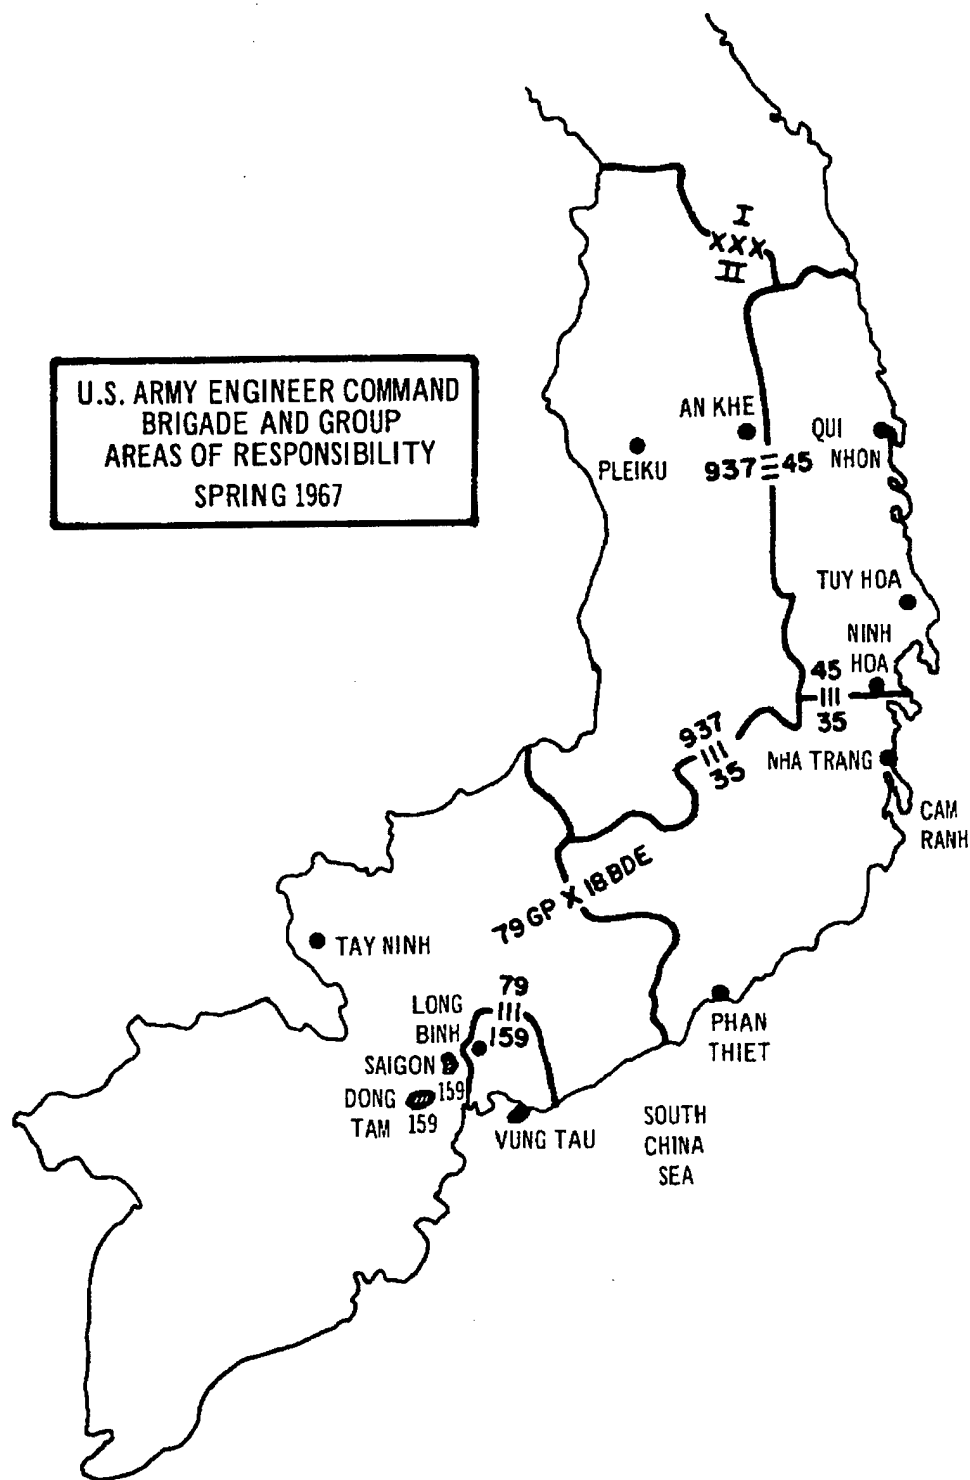 I
XXX
II
U.S. ARMY ENGINEER COMMAND
BRIGADE AND GROUP
AREAS OF RESPONSIBILITY
SPRING 1967
AN KHE
PLEIKU
QUI
NHON
937 III 45
TUY HOA
NINH
HOA
45
III
35
937
III
35
NHA TRANG
CAM
RANH
79 GP X 18 BDE
TAY NINH
79
III
159
LONG
BINH
PHAN
THIET
SAIGON
159
DONG
TAM
159
VUNG TAU
SOUTH
CHINA
SEA